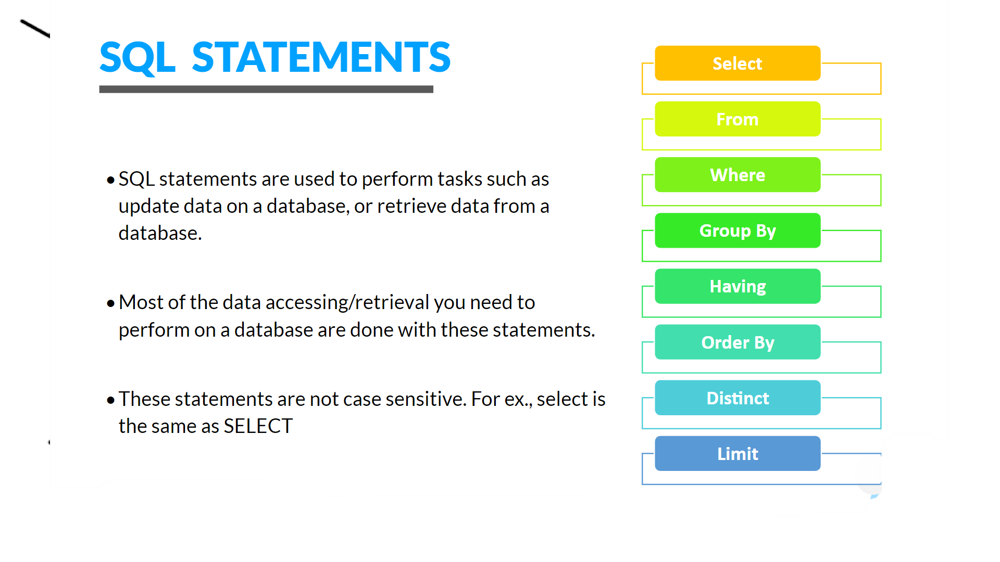 SQL STATEMENTS
• SQL statements are used to perform tasks such as
update data on a database, or retrieve data from a
database.
• Most of the data accessing/retrieval you need to
perform on a database are done with these statements.
• These statements are not case sensitive. For ex., select is
the same as SELECT
Select
From
Where
Group By
Having
Order By
Distinct
Limit